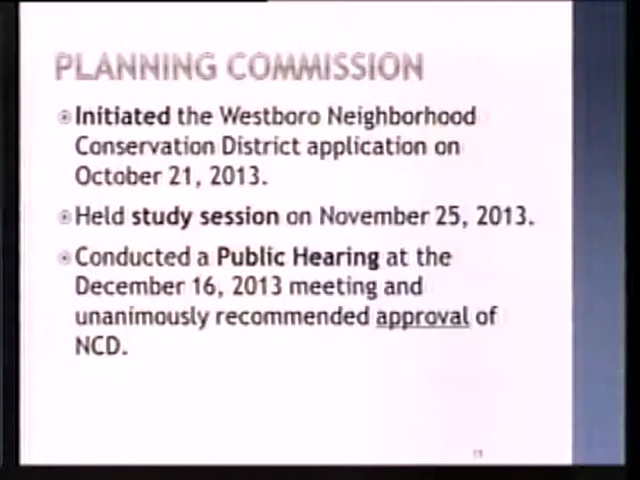 PLANNING COMMISSION
Initiated the Westboro Neighborhood
Conservation District application on
October 21, 2013.
Held study session on November 25, 2013.
Conducted a Public Hearing at the
December 16, 2013 meeting and
unanimously recommended approval of
NCD.